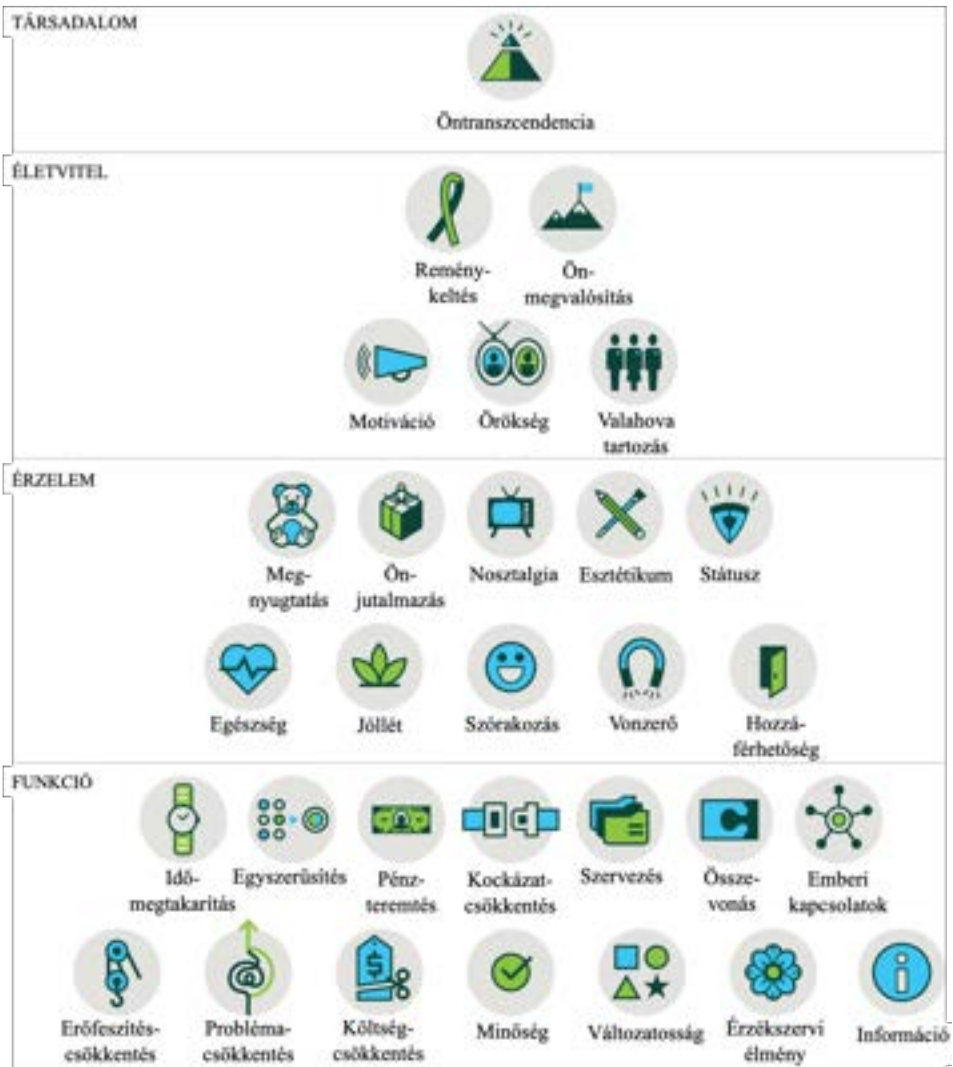 TÁRSADALOM
Öntranszcendencia
ÉLETVITEL
Remény-
keltés
Ön-
megvalósítás
Motiváció
Örökség
Valahova
tartozás
ÉRZELEM
Meg-
nyugtatás
Ön-
jutalmazás
Nosztalgia
Esztétikum
Státusz
Egészség
Jóllét
Szórakozás
Vonzerő
Hozzá-
férhetőség
FUNKCIÓ
Idő-
megtakarítás
Egyszerűsítés
Pénz-
teremtés
Kockázat-
csökkentés
Szervezés
Össze-
vonás
Emberi
kapcsolatok
Erőfeszítés-
csökkentés
Probléma-
csökkentés
$
Költség-
csökkentés
Minőség
Változatosság
Érzékszervi
élmény
Információ